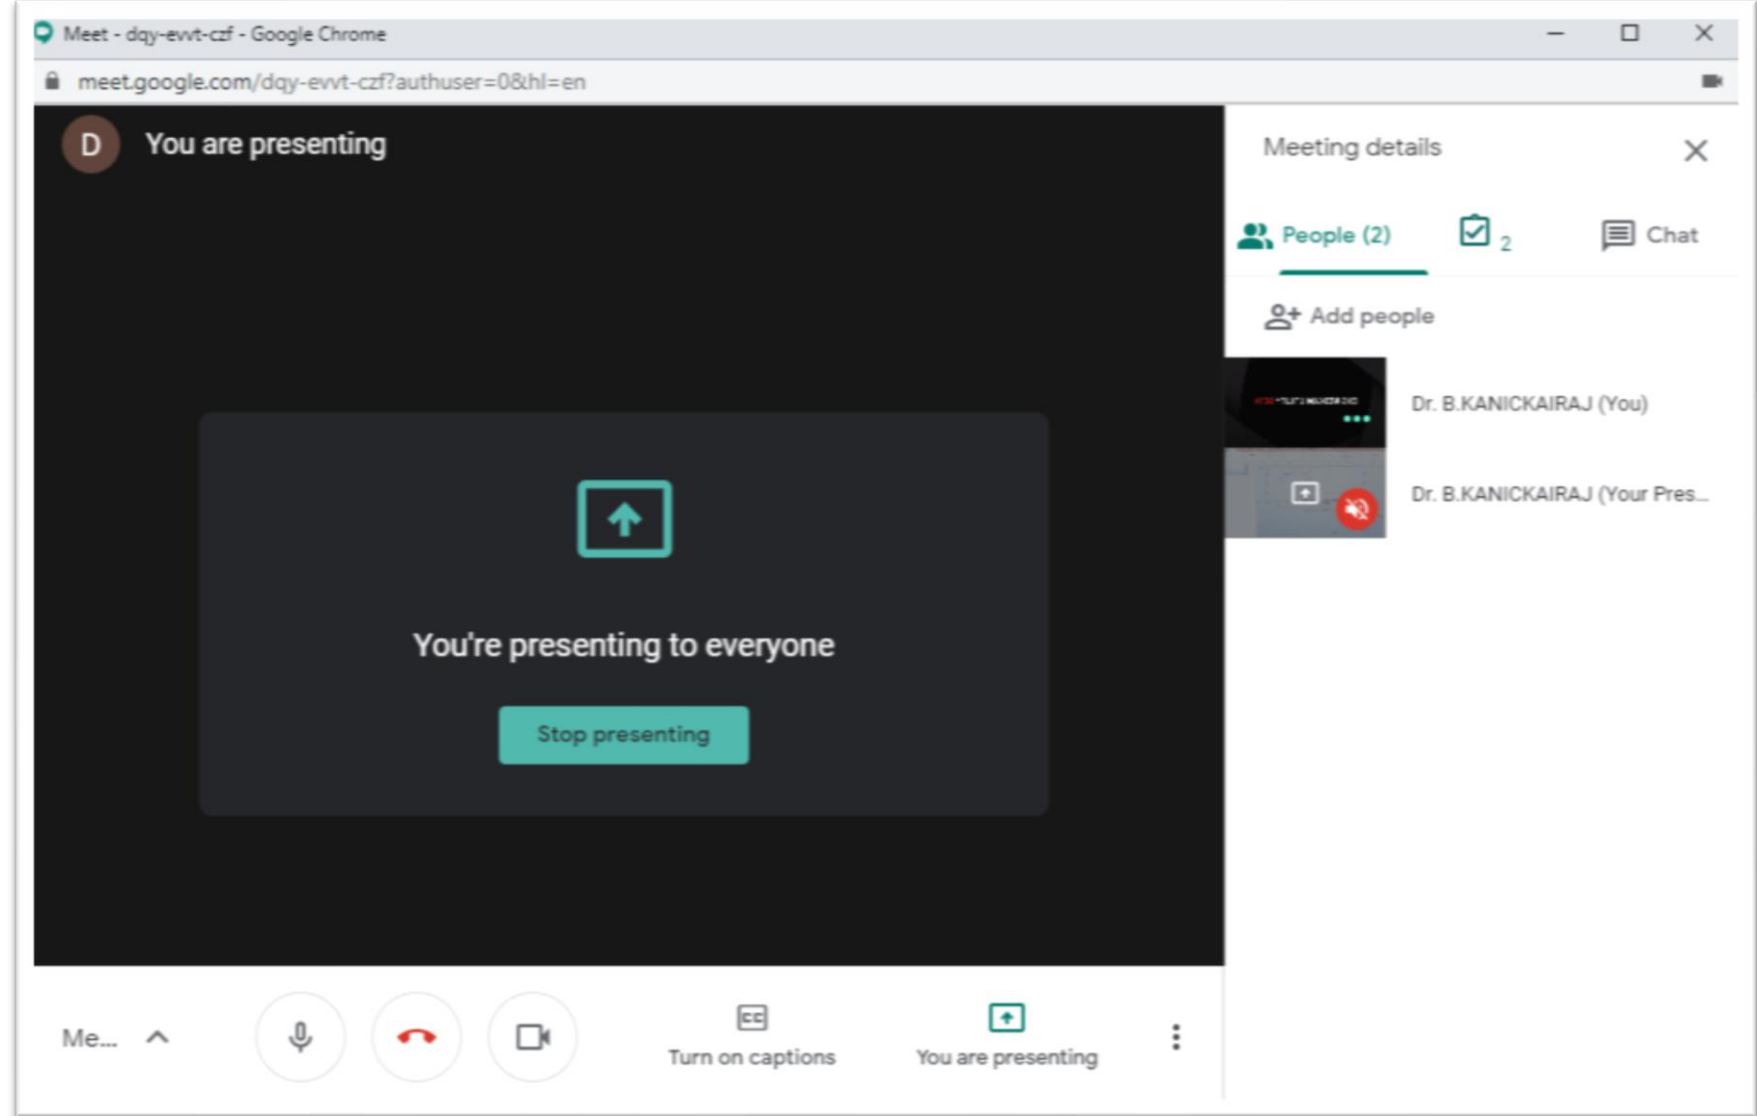 Meet - dqy-evvt-czf - Google Chrome
meet.google.com/dqy-evvt-czf?authuser=0&hl=en
D You are presenting
You're presenting to everyone
Stop presenting
Meeting details
People (2) 2 Chat
Add people
Dr. B.KANICKAIRAJ (You)
Dr. B.KANICKAIRAJ (Your Pres...
Me... CC Turn on captions You are presenting